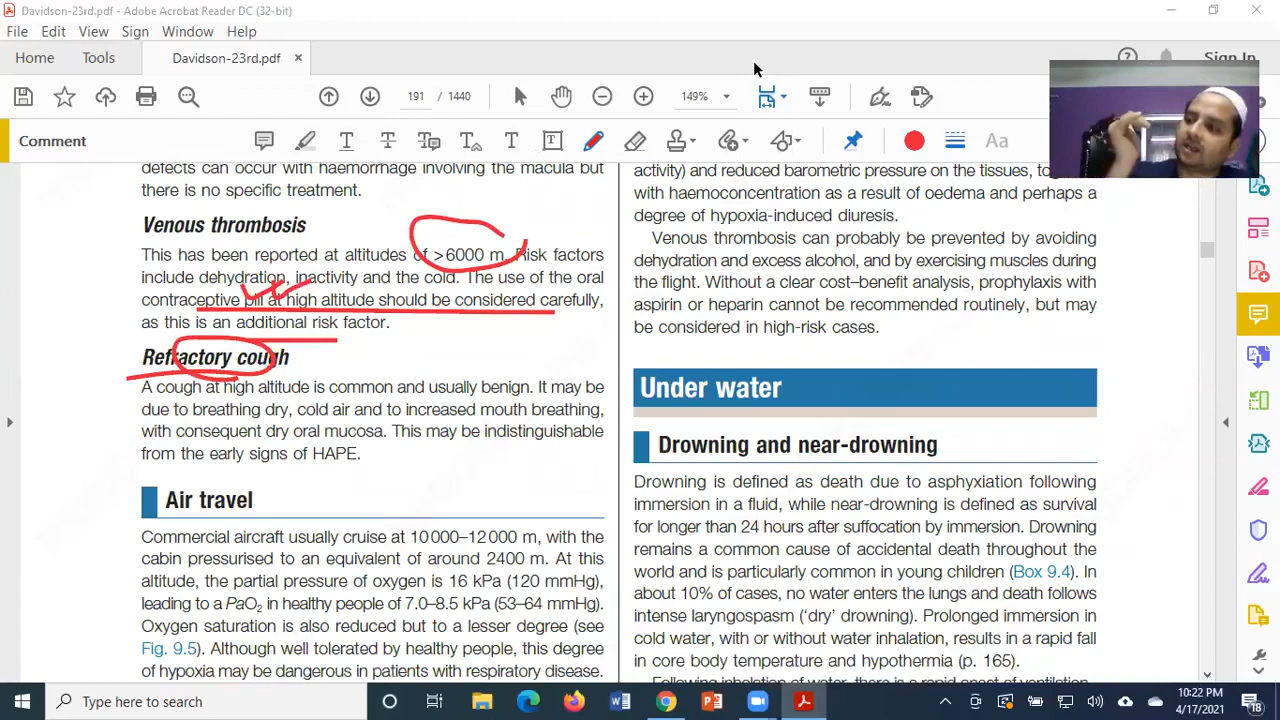 Davidson-23rd.pdf - Adobe Acrobat Reader DC (32-bit)
File Edit View Sign Window Help
Home Tools Davidson-23rd.pdf Sign In
191 / 1440 149%
Comment
defects can occur with haemorrhage involving the macula but
there is no specific treatment.
Venous thrombosis
This has been reported at altitudes of >6000 m. Risk factors
include dehydration, inactivity and the cold. The use of the oral
contraceptive pill at high altitude should be considered carefully,
as this is an additional risk factor.
Refractory cough
A cough at high altitude is common and usually benign. It may be
due to breathing dry, cold air and to increased mouth breathing,
with consequent dry oral mucosa. This may be indistinguishable
from the early signs of HAPE.
Air travel
Commercial aircraft usually cruise at 10 000–12 000 m, with the
cabin pressurised to an equivalent of around 2400 m. At this
altitude, the partial pressure of oxygen is 16 kPa (120 mmHg),
leading to a PaO2 in healthy people of 7.0–8.5 kPa (53–64 mmHg).
Oxygen saturation is also reduced but to a lesser degree (see
Fig. 9.5). Although well tolerated by healthy people, this degree
of hypoxia may be dangerous in patients with respiratory disease.
activity) and reduced barometric pressure on the tissues,
with haemoconcentration as a result of oedema and perhaps a
degree of hypoxia-induced diuresis.
Venous thrombosis can probably be prevented by avoiding
dehydration and excess alcohol, and by exercising muscles during
the flight. Without a clear cost–benefit analysis, prophylaxis with
aspirin or heparin cannot be recommended routinely, but may
be considered in high-risk cases.
Under water
Drowning and near-drowning
Drowning is defined as death due to asphyxiation following
immersion in a fluid, while near-drowning is defined as survival
for longer than 24 hours after suffocation by immersion. Drowning
remains a common cause of accidental death throughout the
world and is particularly common in young children (Box 9.4). In
about 10% of cases, no water enters the lungs and death follows
intense laryngospasm (‘dry’ drowning). Prolonged immersion in
cold water, with or without water inhalation, results in a rapid fall
in core body temperature and hypothermia (p. 165).
Following inhalation of water, there is a rapid onset of ventilation
Type here to search
10:22 PM
4/17/2021
18